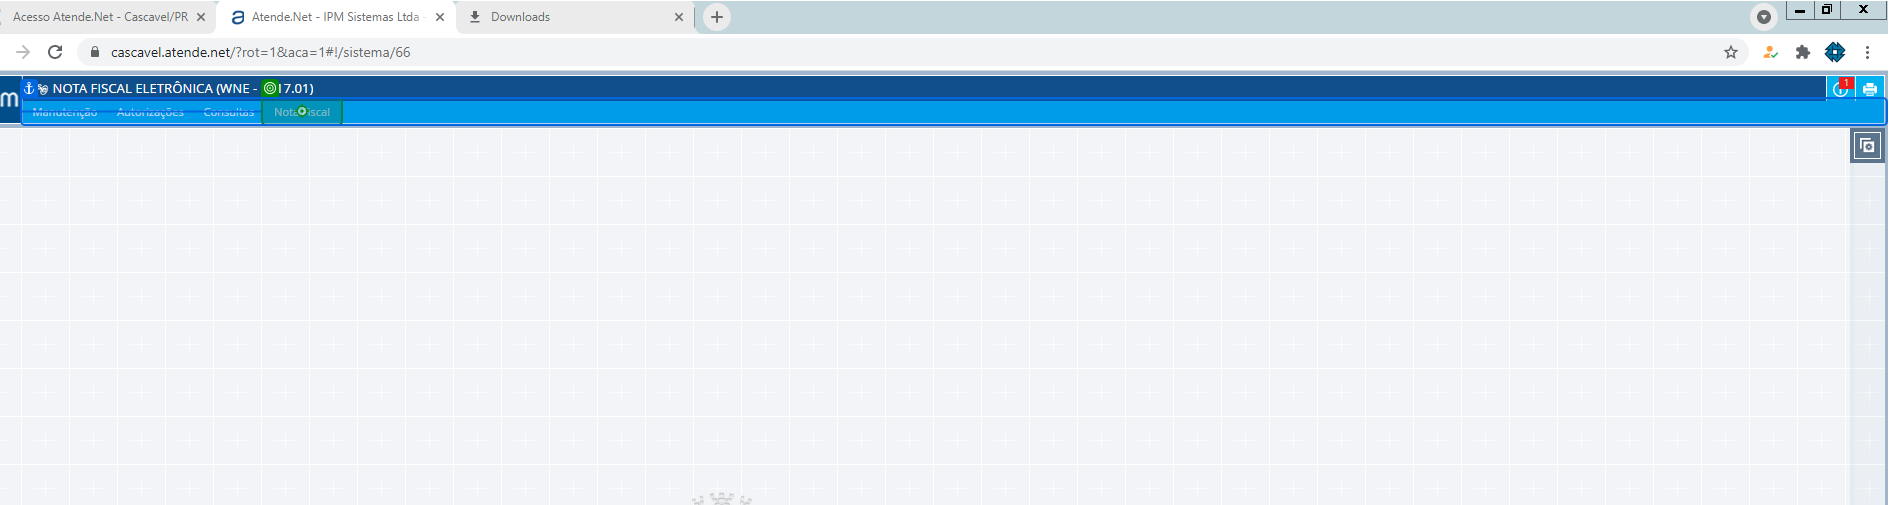 Acesso Atende.Net - Cascavel/PR
Atende.Net - IPM Sistemas Ltda -
Downloads
cascavel.atende.net/?rot=1&aca=1#!/sistema/66
m
NOTA FISCAL ELETRÔNICA (WNE - 17.01)
1
Manutenção Autorizações Consultas Nota Fiscal